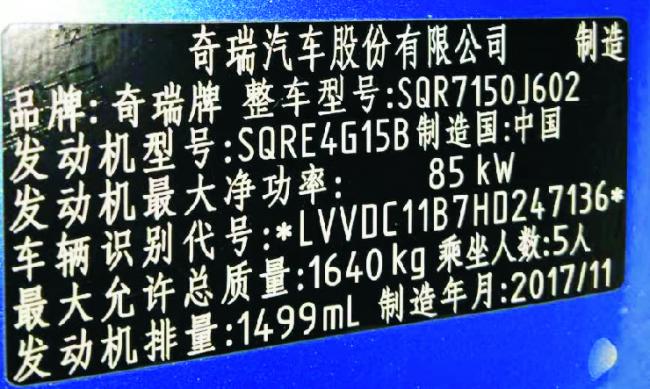 奇瑞汽车股份有限公司 制造
品牌:奇瑞牌 整车型号:SQR7150J602
发动机型号:SQRE4G15B 制造国:中国
发动机最大净功率: 85 kW
车辆识别代号:*LVVDC11B7HD247136*
最大允许总质量:1640kg 乘坐人数:5人
发动机排量:1499mL 制造年月:2017/11